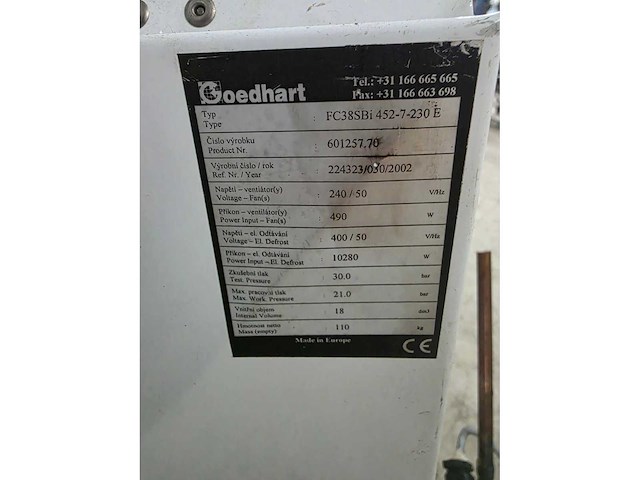 Goedhart
Tel.: +31 166 665 665
Fax: +31 166 663 698
Typ
Type : FC38SBi 452-7-230 E
Číslo výrobku
Product Nr. : 601257.70
Výrobní číslo / rok
Ref. Nr. / Year : 224323/030/2002
Napětí – ventilátor(y)
Voltage – Fan(s) : 240 / 50 V/Hz
Příkon – ventilátor(y)
Power Input – Fan(s) : 490 W
Napětí – el. Odtávání
Voltage – El. Defrost : 400 / 50 V/Hz
Příkon – el. Odtávání
Power Input – El. Defrost : 10280 W
Zkušební tlak
Test. Pressure : 30.0 bar
Max. pracovní tlak
Max. Work. Pressure : 21.0 bar
Vnitřní objem
Internal Volume : 18 dm3
Hmotnost netto
Mass (empty) : 110 kg
Made in Europe
CE